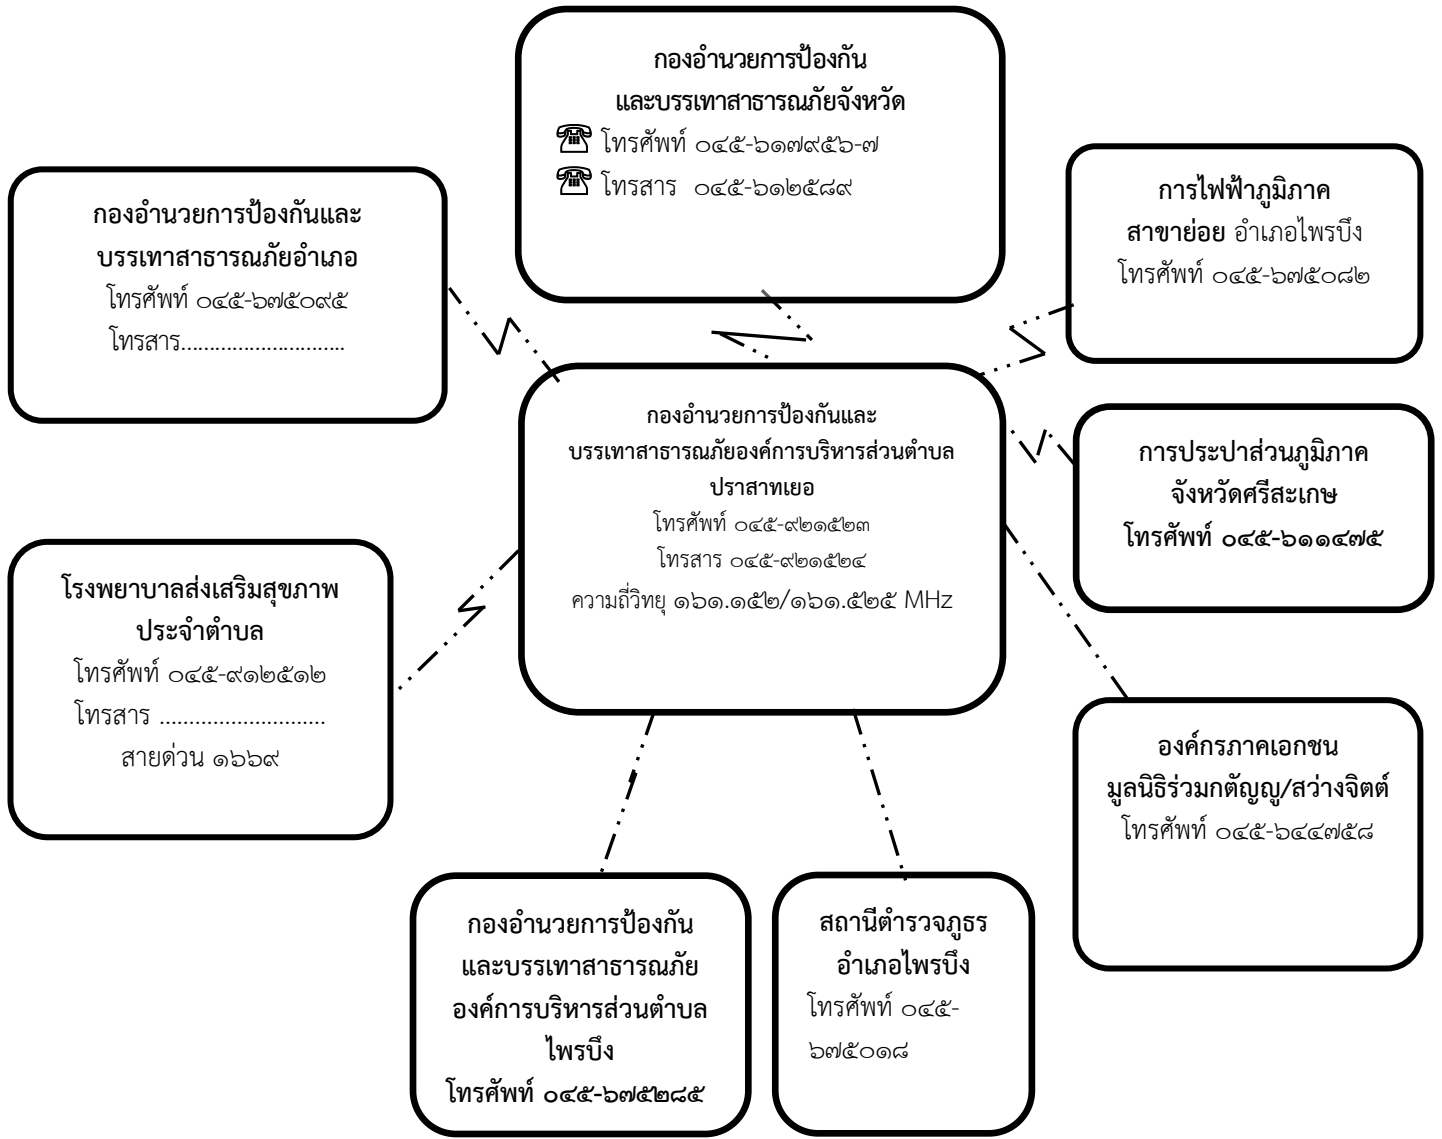 กองอำนวยการป้องกัน
และบรรเทาสาธารณภัยจังหวัด
โทรศัพท์ ๐๔๕-๖๑๗๙๕๖-๗
โทรสาร ๐๔๕-๖๑๒๕๘๙
กองอำนวยการป้องกันและ
บรรเทาสาธารณภัยอำเภอ
โทรศัพท์ ๐๔๕-๖๗๕๐๙๕
โทรสาร............................
การไฟฟ้าภูมิภาค
สาขาย่อย อำเภอไพรบึง
โทรศัพท์ ๐๔๕-๖๗๕๐๘๒
กองอำนวยการป้องกันและ
บรรเทาสาธารณภัยองค์การบริหารส่วนตำบล
ปราสาทเยอ
โทรศัพท์ ๐๔๕-๙๒๑๕๒๓
โทรสาร ๐๔๕-๙๒๑๕๒๔
ความถี่วิทยุ ๑๖๑.๑๕๒/๑๖๑.๕๒๕ MHz
การประปาส่วนภูมิภาค
จังหวัดศรีสะเกษ
โทรศัพท์ ๐๔๕-๖๑๑๔๗๕
โรงพยาบาลส่งเสริมสุขภาพ
ประจำตำบล
โทรศัพท์ ๐๔๕-๙๑๒๕๑๒
โทรสาร ............................
สายด่วน ๑๖๖๙
องค์กรภาคเอกชน
มูลนิธิร่วมกตัญญู/สว่างจิตต์
โทรศัพท์ ๐๔๕-๖๔๔๗๕๘
กองอำนวยการป้องกัน
และบรรเทาสาธารณภัย
องค์การบริหารส่วนตำบล
ไพรบึง
โทรศัพท์ ๐๔๕-๖๗๕๒๘๕
สถานีตำรวจภูธร
อำเภอไพรบึง
โทรศัพท์ ๐๔๕-
๖๗๕๐๑๘